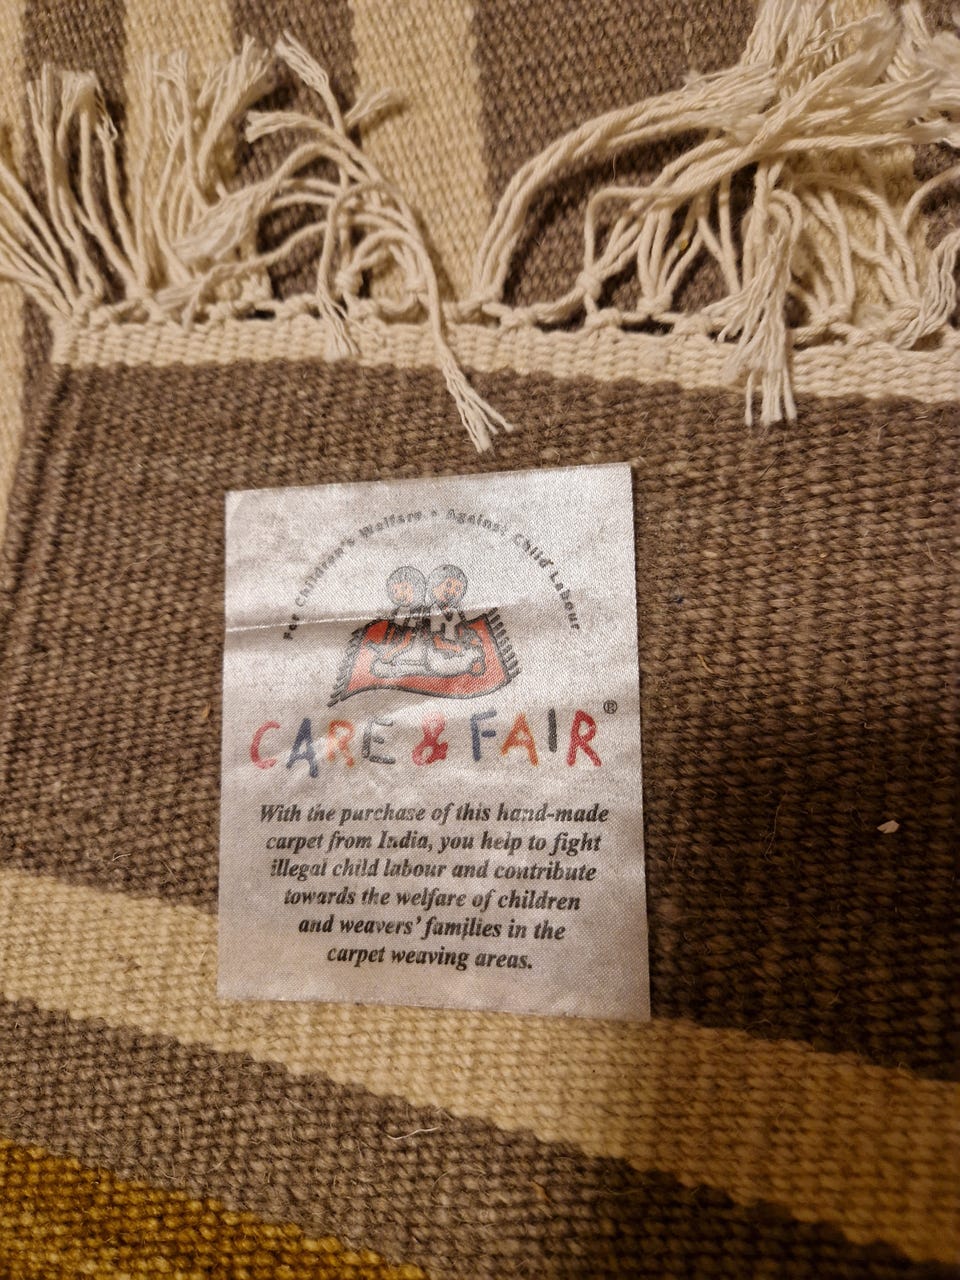 For Children's Welfare • Against Child Labour
CARE & FAIR®
With the purchase of this hand-made
carpet from India, you help to fight
illegal child labour and contribute
towards the welfare of children
and weavers' families in the
carpet weaving areas.